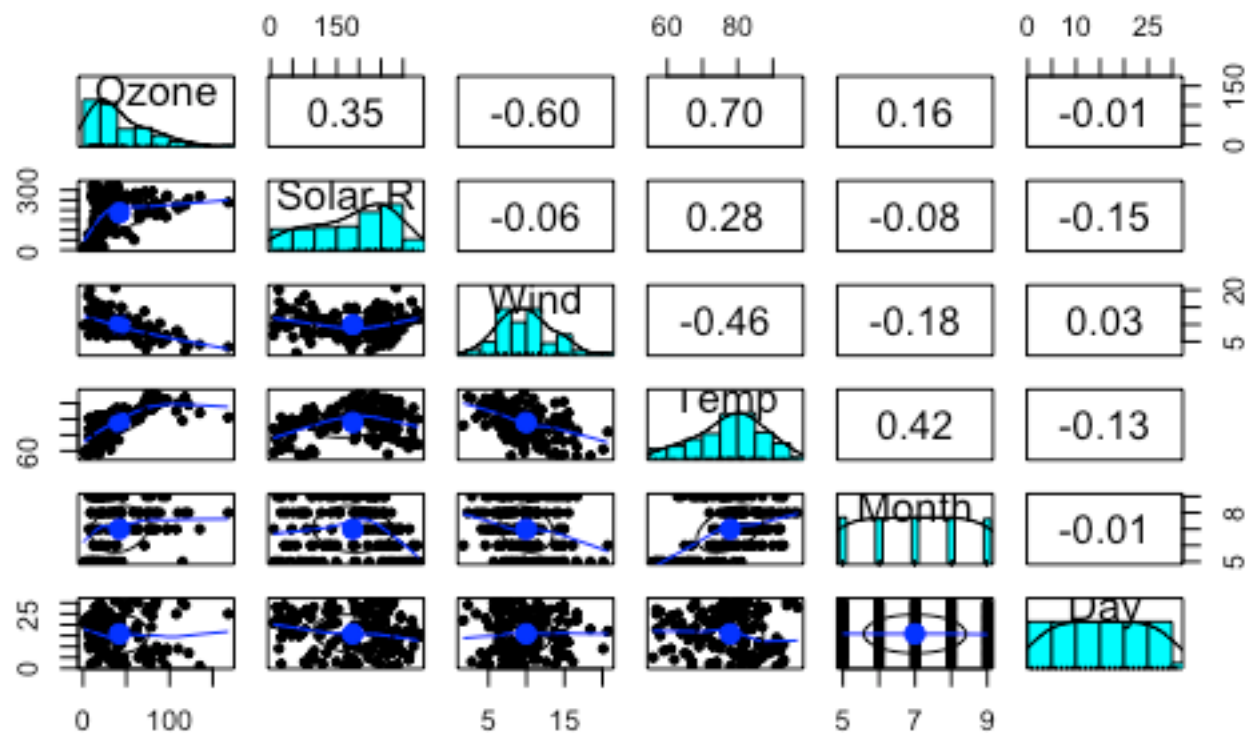 0 150 60 80 0 10 25
Ozone 0.35 -0.60 0.70 0.16 -0.01 0 150
0 300 Solar.R -0.06 0.28 -0.08 -0.15
Wind -0.46 -0.18 0.03 5 20
60 Temp 0.42 -0.13
Month -0.01 5 8
0 25 Day
0 100 5 15 5 7 9